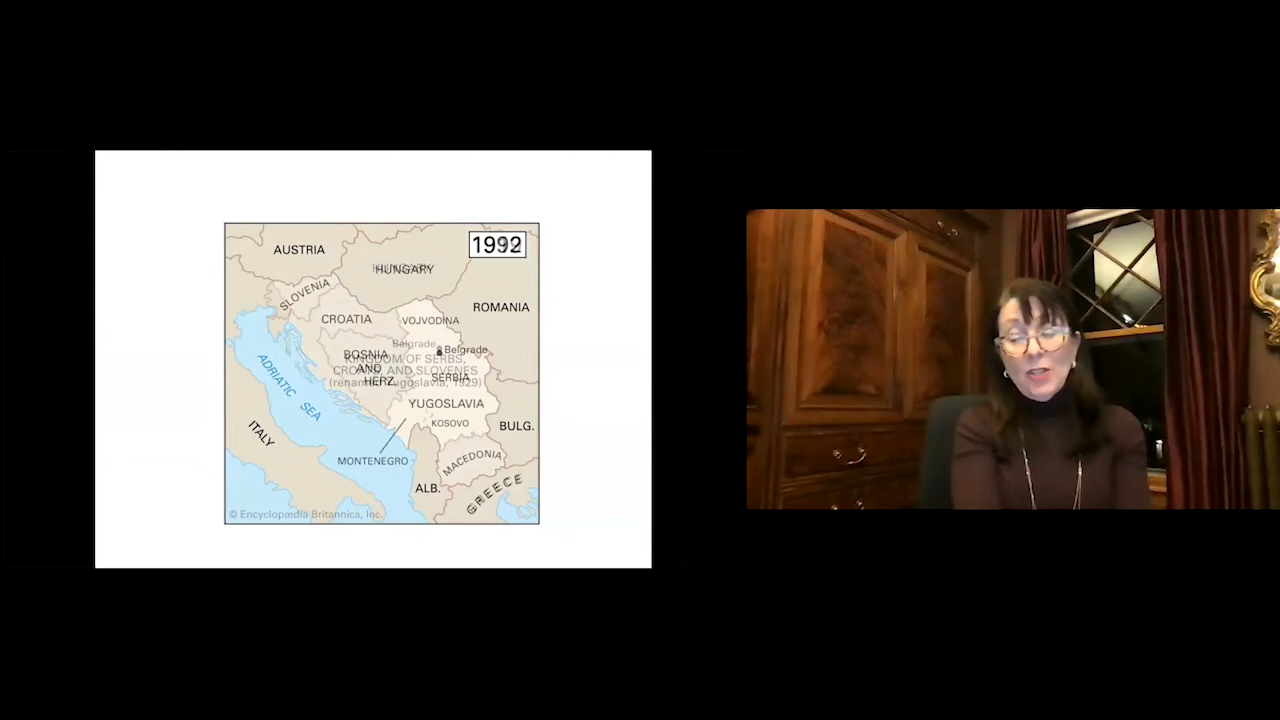 1992
AUSTRIA
HUNGARY
SLOVENIA
ROMANIA
CROATIA
VOJVODINA
Belgrade
Belgrade
BOSNIA
AND
HERZ.
KINGDOM OF SERBS,
CROATS, AND SLOVENES
(renamed Yugoslavia, 1929)
SERBIA
ADRIATIC SEA
YUGOSLAVIA
KOSOVO
BULG.
ITALY
MONTENEGRO
MACEDONIA
ALB.
GREECE
© Encyclopædia Britannica, Inc.